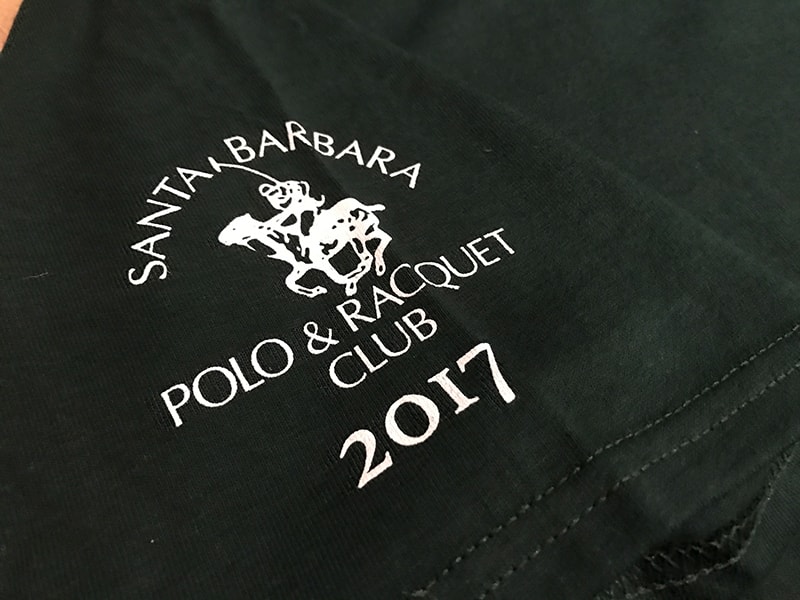 SANTA BARBARA
POLO & RACQUET
CLUB
2017